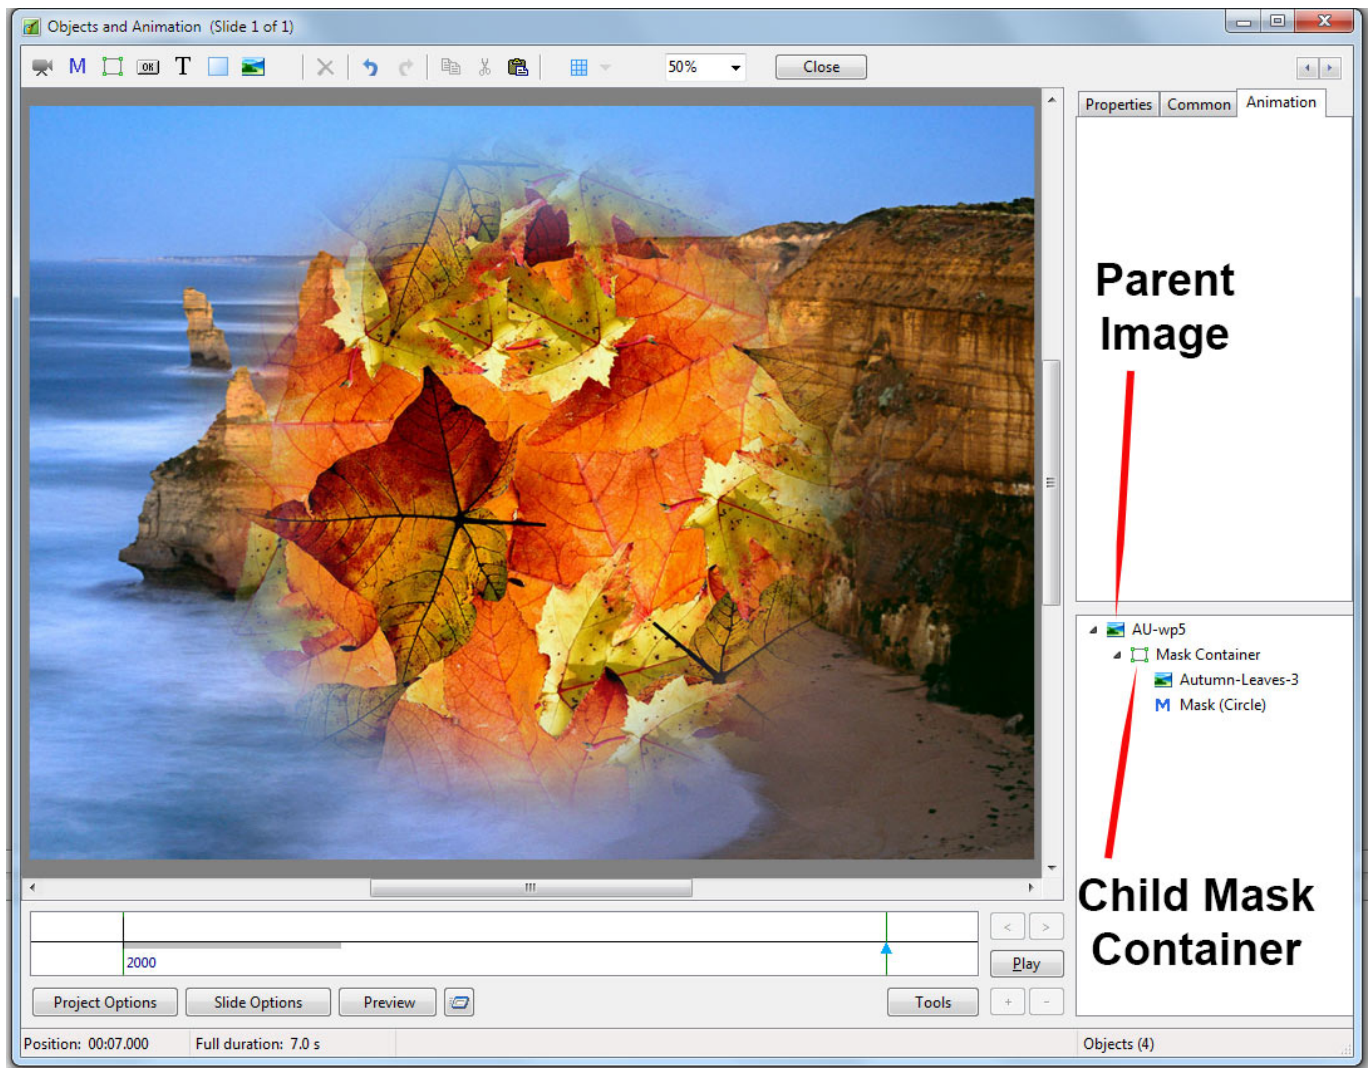 Objects and Animation (Slide 1 of 1)
M OK T 50% Close
Properties Common Animation
Parent
Image
AU-wp5
Mask Container
Autumn-Leaves-3
M Mask (Circle)
Child Mask
Container
2000
< >
Play
+ -
Project Options Slide Options Preview Tools
Position: 00:07.000 Full duration: 7.0 s Objects (4)